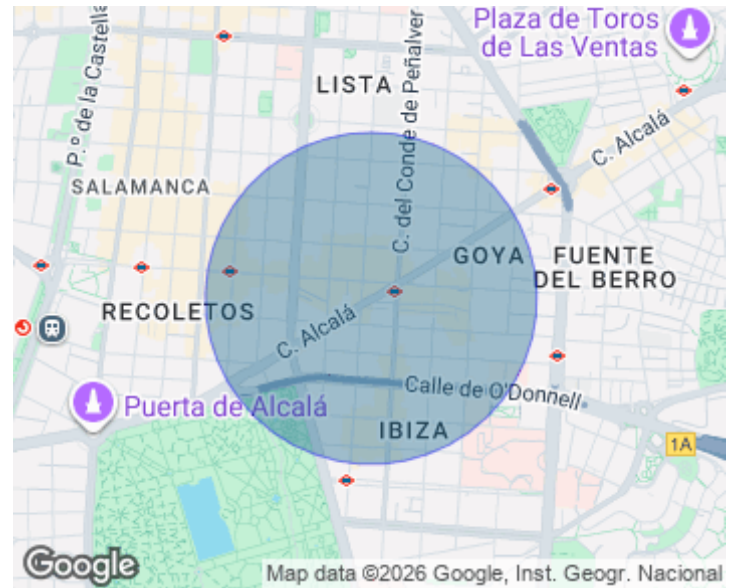 Plaza de Toros
de Las Ventas
P.º de la Castella
LISTA
C. del Conde de Peñalver
C. Alcalá
SALAMANCA
GOYA
FUENTE
DEL BERRO
RECOLETOS
C. Alcalá
Calle de O'Donnell
Puerta de Alcalá
IBIZA
1A
Google
Map data ©2026 Google, Inst. Geogr. Nacional